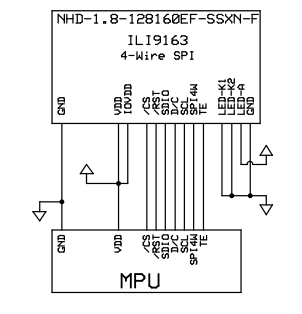 NHD-1.8-128160EF-SSXN-F
ILI9163
4-Wire SPI
GND
VDD
IOVDD
/CS
/RST
SDIO
D/C
SCL
SPI4W
TE
LED-K1
LED-K2
LED-A
GND
GND
VDD
/CS
/RST
SDIO
D/C
SCL
SPI4W
TE
MPU